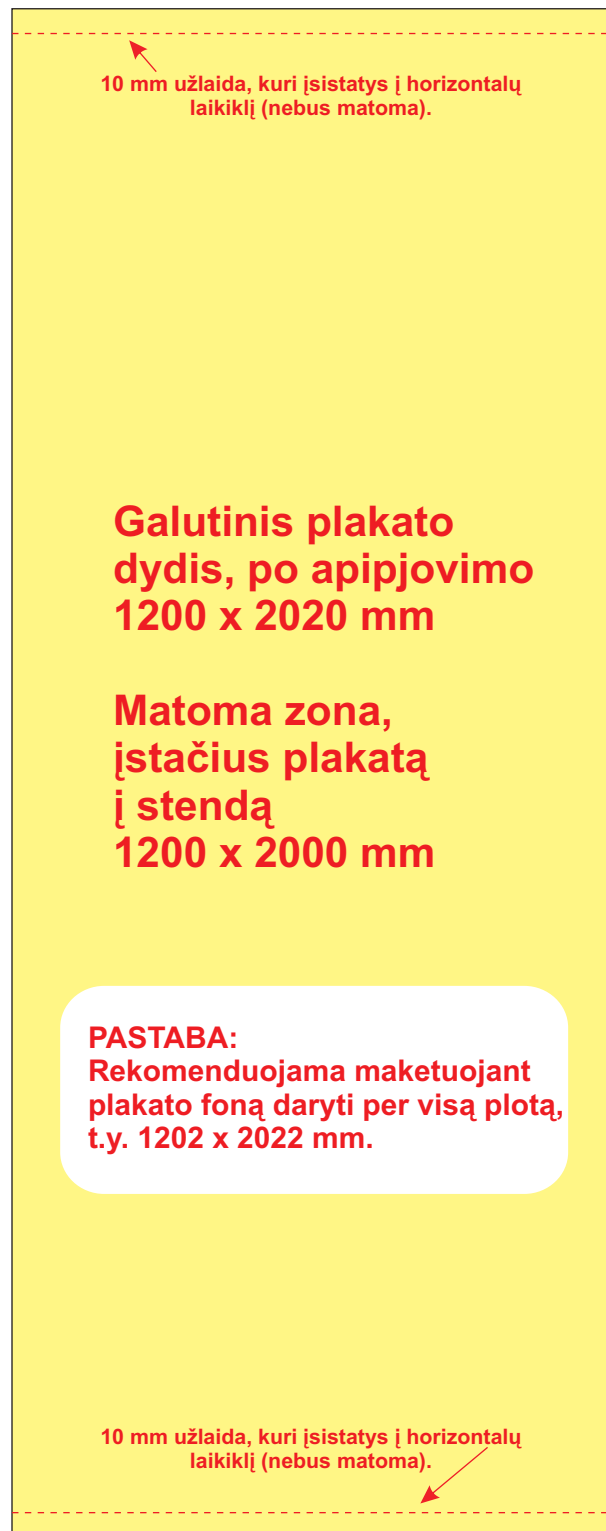 10 mm užlaida, kuri įsistatys į horizontalų
laikiklį (nebus matoma).
Galutinis plakato
dydis, po apipjovimo
1200 x 2020 mm
Matoma zona,
įstačius plakatą
į stendą
1200 x 2000 mm
PASTABA:
Rekomenduojama maketuojant
plakato foną daryti per visą plotą,
t.y. 1202 x 2022 mm.
10 mm užlaida, kuri įsistatys į horizontalų
laikiklį (nebus matoma).